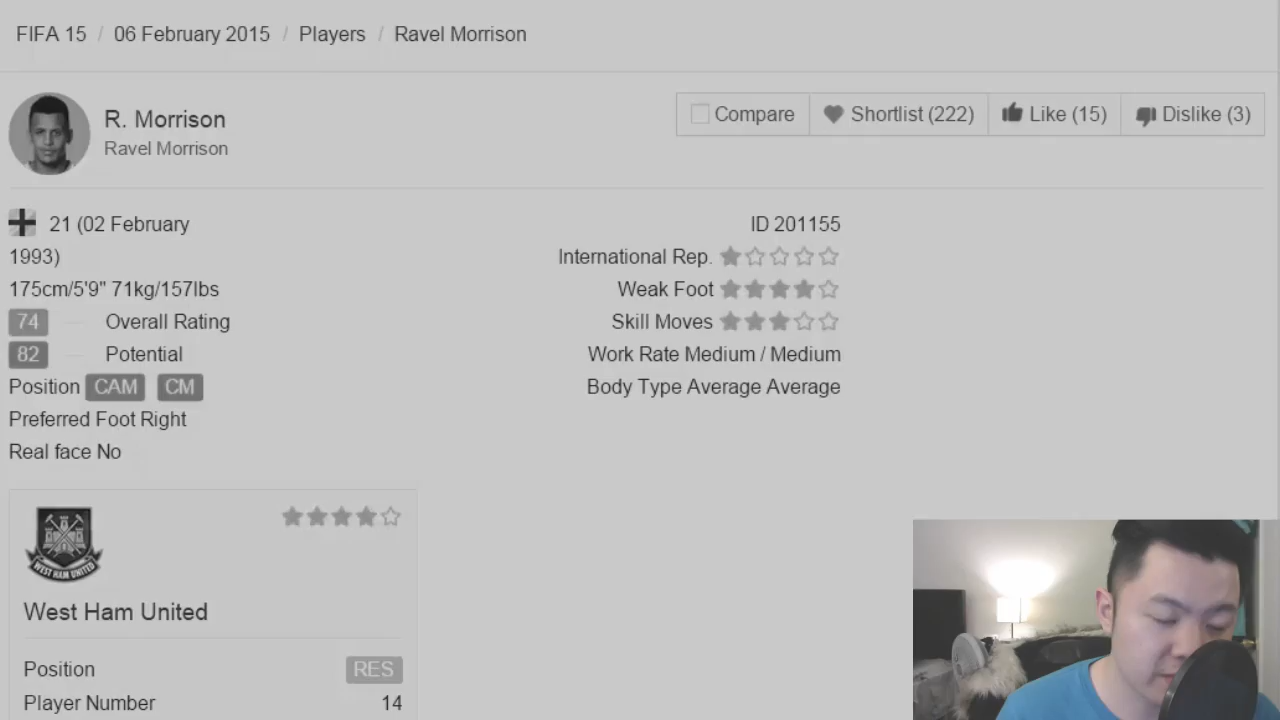 FIFA 15 / 06 February 2015 / Players / Ravel Morrison
R. Morrison
Ravel Morrison
Compare
Shortlist (222)
Like (15)
Dislike (3)
21 (02 February
1993)
175cm/5'9" 71kg/157lbs
74 Overall Rating
82 Potential
Position CAM CM
Preferred Foot Right
Real face No
ID 201155
International Rep.
Weak Foot
Skill Moves
Work Rate Medium / Medium
Body Type Average Average
WEST HAM UNITED
West Ham United
Position RES
Player Number 14